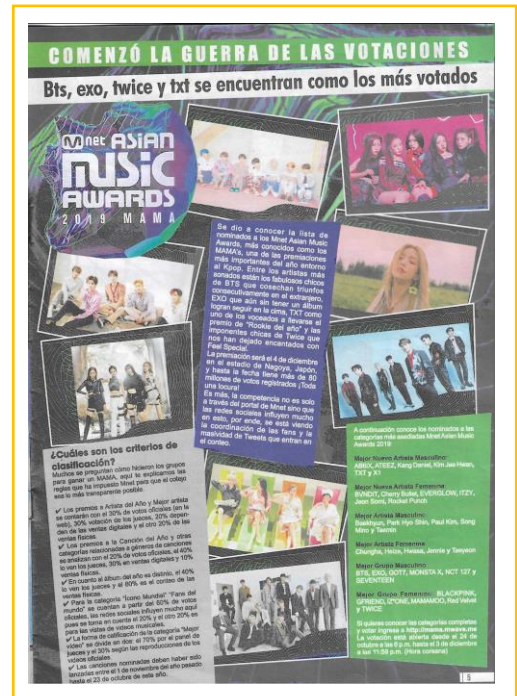 COMENZÓ LA GUERRA DE LAS VOTACIONES
Bts, exo, twice y txt se encuentran como los más votados
Mnet ASIAN
MUSIC
AWARDS
2019 MAMA
Se dio a conocer la lista de
nominados a los Mnet Asian Music
Awards, más conocidos como los
MAMA's, una de las premiaciones
más importantes del año entorno
al Kpop. Entre los artistas más
sonados están los fabulosos chicos
de BTS que cosechan triunfos
consecutivamente en el extranjero,
EXO que aún sin tener un álbum
logran seguir en la cima, TXT como
uno de los voceados a llevarse el
premio de "Rookie del año" y las
imponentes chicas de Twice que
nos han dejado encantados con
Feel Special.
La premiación será el 4 de diciembre
en el estadio de Nagoya, Japón,
y hasta la fecha tiene más de 80
millones de votos registrados ¡Toda
una locura!
Es más, la competencia no es solo
a través del portal de Mnet sino que
las redes sociales influyen mucho
en esto, por ende, se está viendo
la coordinación de las fans y la
masividad de Tweets que entran en
el conteo.
¿Cuáles son los criterios de
clasificación?
Muchos se preguntan cómo hicieron los grupos
para ganar un MAMA, aquí te explicamos las
reglas que ha impuesto Mnet para que el cotejo
sea lo más transparente posible.
✓ Los premios a Artista del Año y Mejor artista
se contarán con el 30% de votos oficiales (en la
web), 30% votación de los jueces, 20% depen-
den de las ventas digitales y el otro 20% de las
ventas físicas.
✓ Los premios a la Canción del Año y otras
categorías relacionadas a géneros de canciones
se analizan con el 20% de votos oficiales, el 40%
lo ven los jueces, 30% en ventas digitales y 10%
ventas físicas.
✓ En cuanto al Álbum del año es distinto, el 40%
lo ven los jueces y el 60% es el conteo de las
ventas físicas.
✓ Para la categoría "Ícono Mundial" "Fans del
mundo" se cuentan a partir del 60% de votos
oficiales, las redes sociales influyen mucho aquí
pues se toma en cuenta el 20% y el otro 20% es
para las vistas de videos musicales.
✓ La forma de calificación de la categoría "Mejor
video" se divide en dos: el 70% por el panel de
jueces y el 30% según las reproducciones de los
videos oficiales.
✓ Las canciones nominadas deben haber sido
lanzadas entre el 1 de noviembre del año pasado
hasta el 23 de octubre de este año.
A continuación conoce los nominados a las
categorías más asediadas Mnet Asian Music
Awards 2019:
Mejor Nuevo Artista Masculino:
AB6IX, ATEEZ, Kang Daniel, Kim Jae Hwan,
TXT y X1
Mejor Nueva Artista Femenina:
BVNDIT, Cherry Bullet, EVERGLOW, ITZY,
Jeon Somi, Rocket Punch
Mejor Artista Masculino:
Baekhyun, Park Hyo Shin, Paul Kim, Song
Mino y Taemin
Mejor Artista Femenina:
Chungha, Heize, Hwasa, Jennie y Taeyeon
Mejor Grupo Masculino:
BTS, EXO, GOT7, MONSTA X, NCT 127 y
SEVENTEEN
Mejor Grupo Femenino: BLACKPINK,
GFRIEND, IZ*ONE, MAMAMOO, Red Velvet
y TWICE
Si quieres conocer las categorías completas
y votar ingresa a http://mama.mwave.me
La votación está abierta desde el 24 de
octubre a las 6 p.m. hasta el 3 de diciembre
a las 11:59 p.m. (Hora coreana)
5